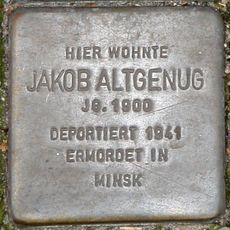 HIER WOHNTE
JAKOB ALTGENUG
JG. 1900
DEPORTIERT 1941
ERMORDET IN
MINSK